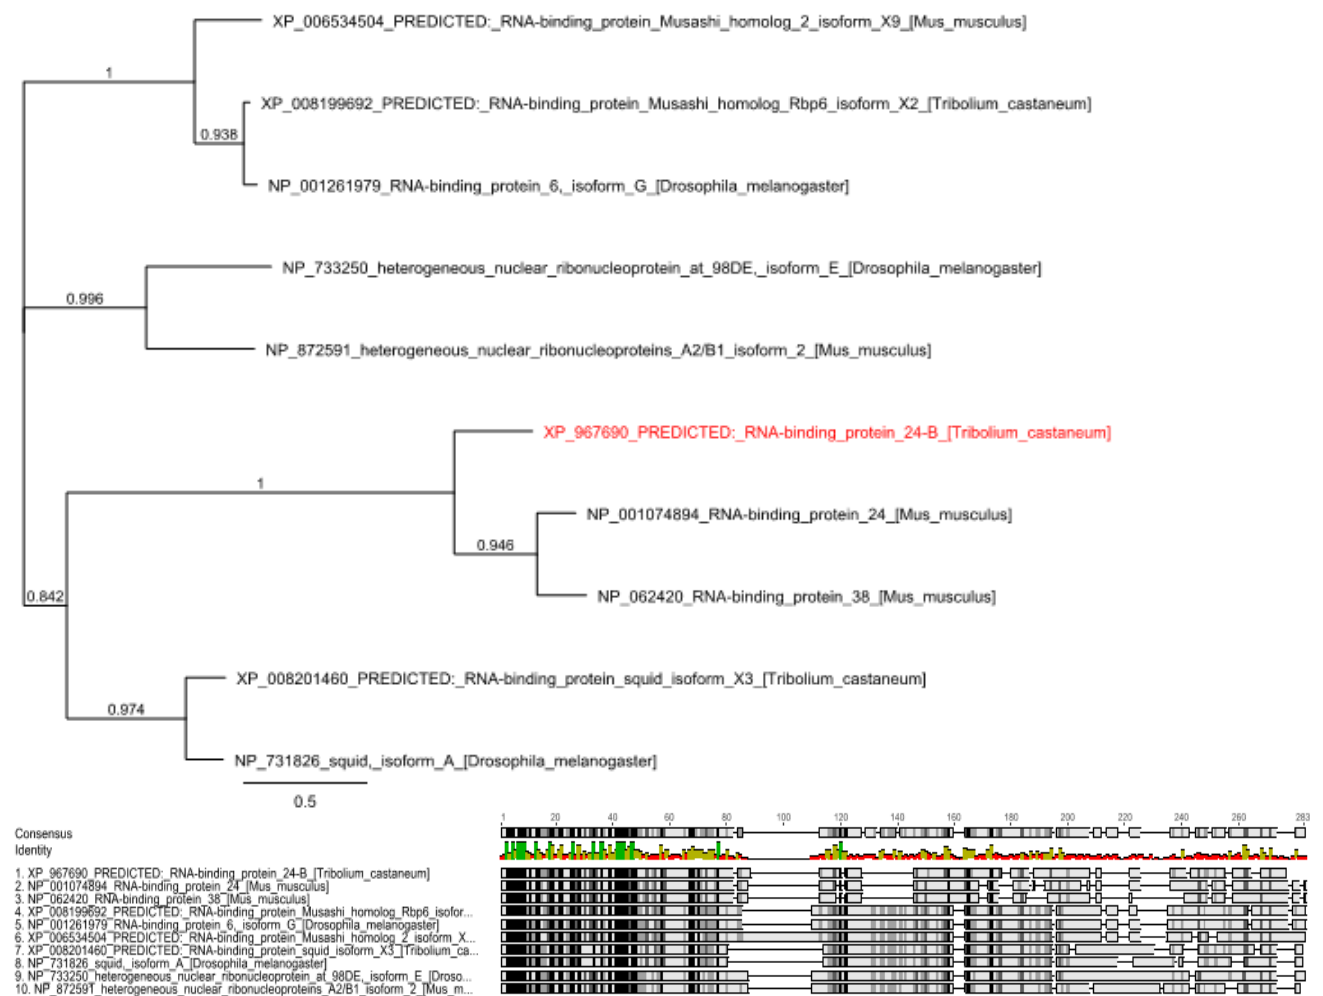 XP_006534504_PREDICTED:_RNA-binding_protein_Musashi_homolog_2_isoform_X9_[Mus_musculus]
1
XP_008199692_PREDICTED:_RNA-binding_protein_Musashi_homolog_Rbp6_isoform_X2_[Tribolium_castaneum]
0.938
NP_001261979_RNA-binding_protein_6,_isoform_G_[Drosophila_melanogaster]
NP_733250_heterogeneous_nuclear_ribonucleoprotein_at_98DE,_isoform_E_[Drosophila_melanogaster]
0.996
NP_872591_heterogeneous_nuclear_ribonucleoproteins_A2/B1_isoform_2_[Mus_musculus]
XP_967690_PREDICTED:_RNA-binding_protein_24-B_[Tribolium_castaneum]
1
NP_001074894_RNA-binding_protein_24_[Mus_musculus]
0.946
NP_062420_RNA-binding_protein_38_[Mus_musculus]
0.842
XP_008201460_PREDICTED:_RNA-binding_protein_squid_isoform_X3_[Tribolium_castaneum]
0.974
NP_731826_squid,_isoform_A_[Drosophila_melanogaster]
0.5
1 20 40 60 80 100 120 140 160 180 200 220 240 260 283
Consensus
Identity
1. XP_967690_PREDICTED:_RNA-binding_protein_24-B_[Tribolium_castaneum]
2. NP_001074894_RNA-binding_protein_24_[Mus_musculus]
3. NP_062420_RNA-binding_protein_38_[Mus_musculus]
4. XP_008199692_PREDICTED:_RNA-binding_protein_Musashi_homolog_Rbp6_isofor...
5. NP_001261979_RNA-binding_protein_6,_isoform_G_[Drosophila_melanogaster]
6. XP_006534504_PREDICTED:_RNA-binding_protein_Musashi_homolog_2_isoform_X...
7. XP_008201460_PREDICTED:_RNA-binding_protein_squid_isoform_X3_[Tribolium_ca...
8. NP_731826_squid,_isoform_A_[Drosophila_melanogaster]
9. NP_733250_heterogeneous_nuclear_ribonucleoprotein_at_98DE,_isoform_E_[Droso...
10. NP_872591_heterogeneous_nuclear_ribonucleoproteins_A2/B1_isoform_2_[Mus_m...